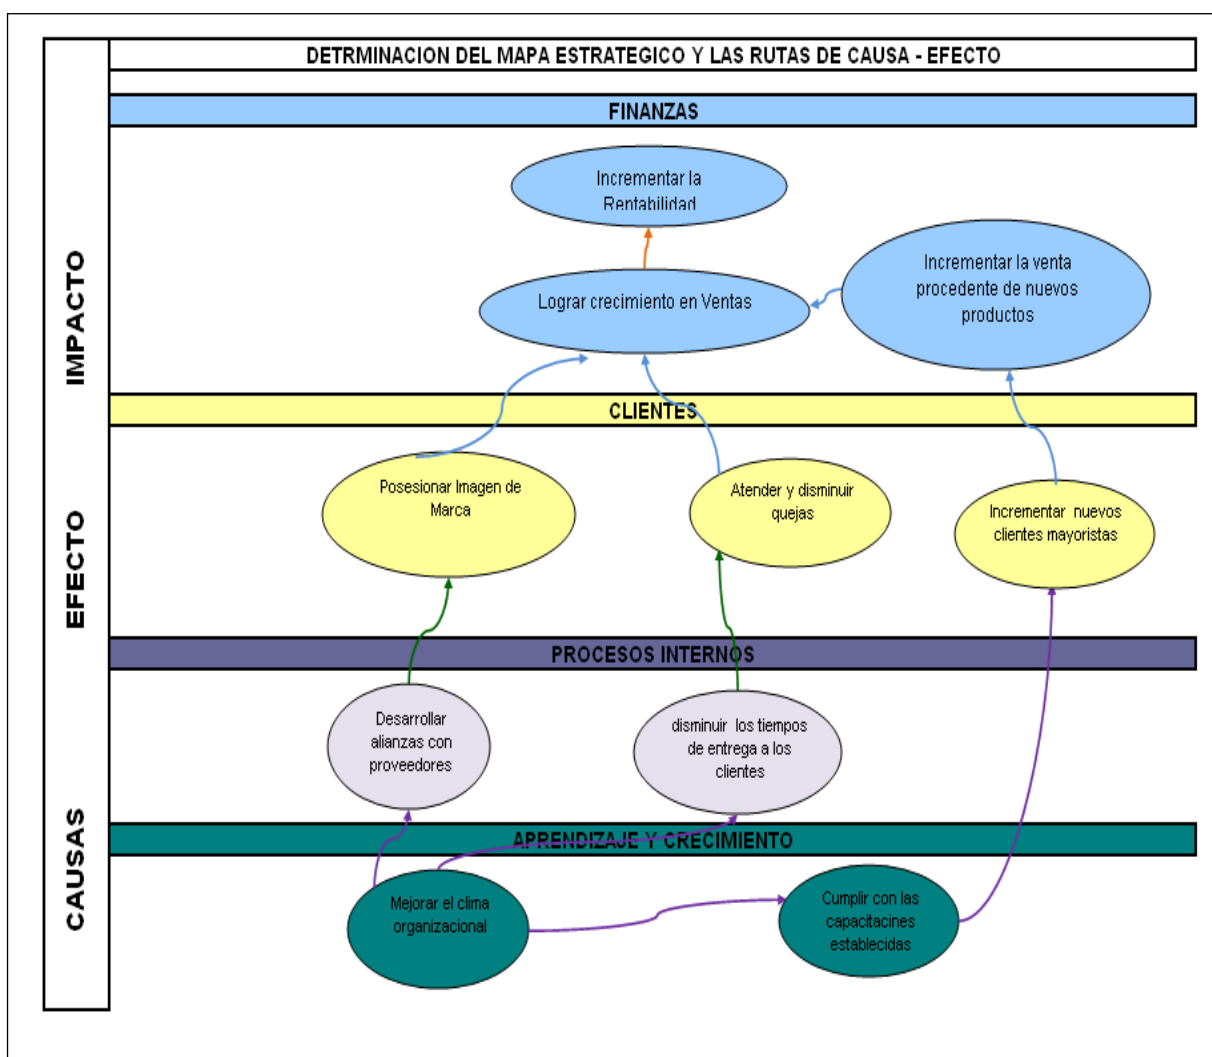 DETRMINACION DEL MAPA ESTRATEGICO Y LAS RUTAS DE CAUSA - EFECTO
FINANZAS
IMPACTO
Incrementar la
Rentabilidad
Incrementar la venta
procedente de nuevos
productos
Lograr crecimiento en Ventas
CLIENTES
EFECTO
Posesionar Imagen de
Marca
Atender y disminuir
quejas
Incrementar nuevos
clientes mayoristas
PROCESOS INTERNOS
Desarrollar
alianzas con
proveedores
disminuir los tiempos
de entrega a los
clientes
CAUSAS
APRENDIZAJE Y CRECIMIENTO
Mejorar el clima
organizacional
Cumplir con las
capacitacines
establecidas